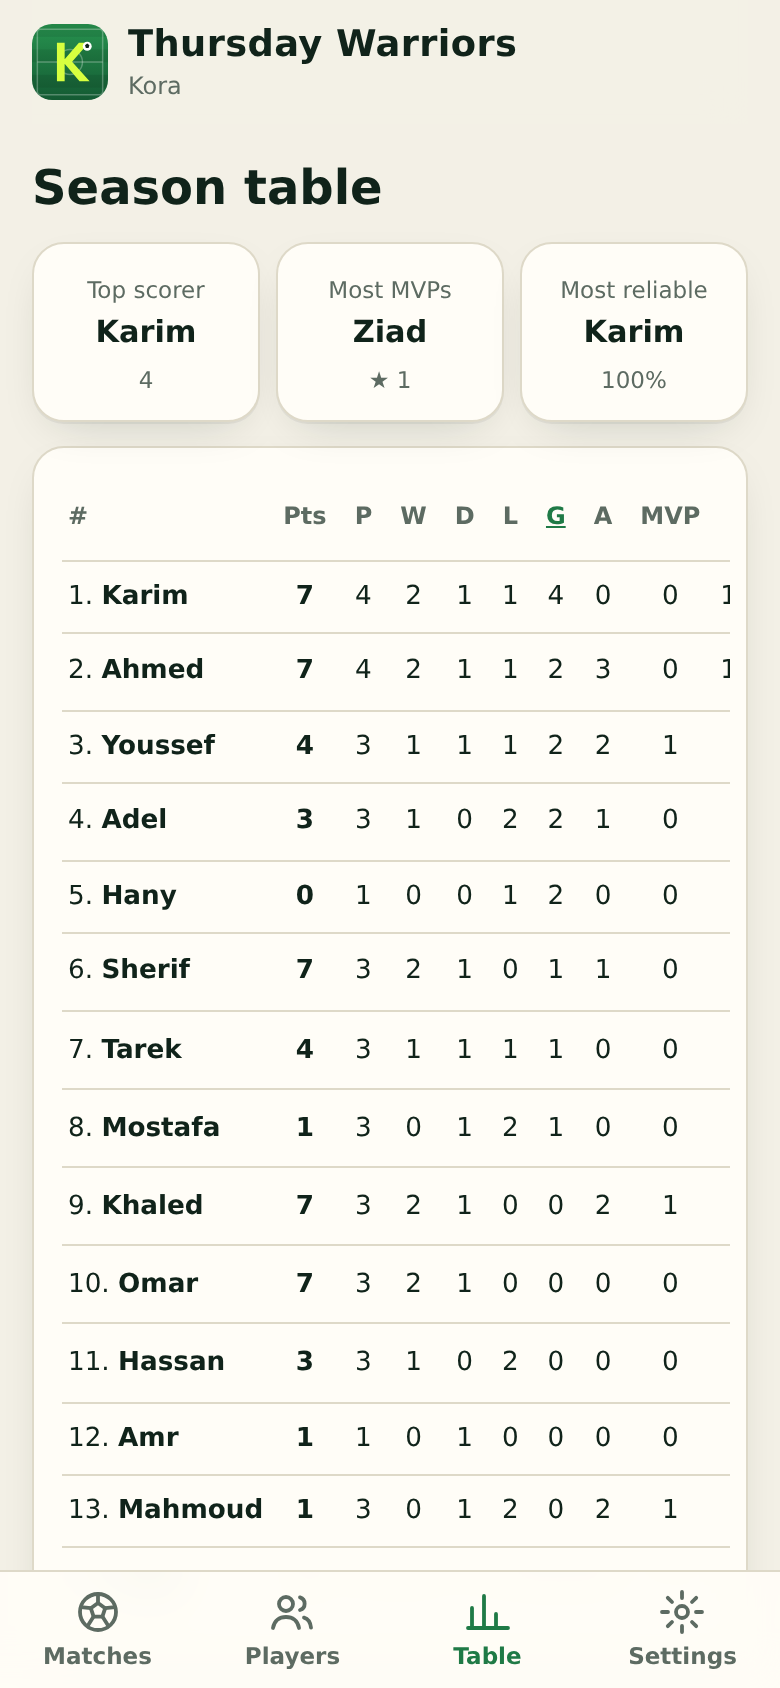 K
Thursday Warriors
Kora
Season table
Top scorer
Karim
4
Most MVPs
Ziad
★ 1
Most reliable
Karim
100%
# Pts P W D L G A MVP
1. Karim 7 4 2 1 1 4 0 0
2. Ahmed 7 4 2 1 1 2 3 0
3. Youssef 4 3 1 1 1 2 2 1
4. Adel 3 3 1 0 2 2 1 0
5. Hany 0 1 0 0 1 2 0 0
6. Sherif 7 3 2 1 0 1 1 0
7. Tarek 4 3 1 1 1 1 0 0
8. Mostafa 1 3 0 1 2 1 0 0
9. Khaled 7 3 2 1 0 0 2 1
10. Omar 7 3 2 1 0 0 0 0
11. Hassan 3 3 1 0 2 0 0 0
12. Amr 1 1 0 1 0 0 0 0
13. Mahmoud 1 3 0 1 2 0 2 1
Matches Players Table Settings